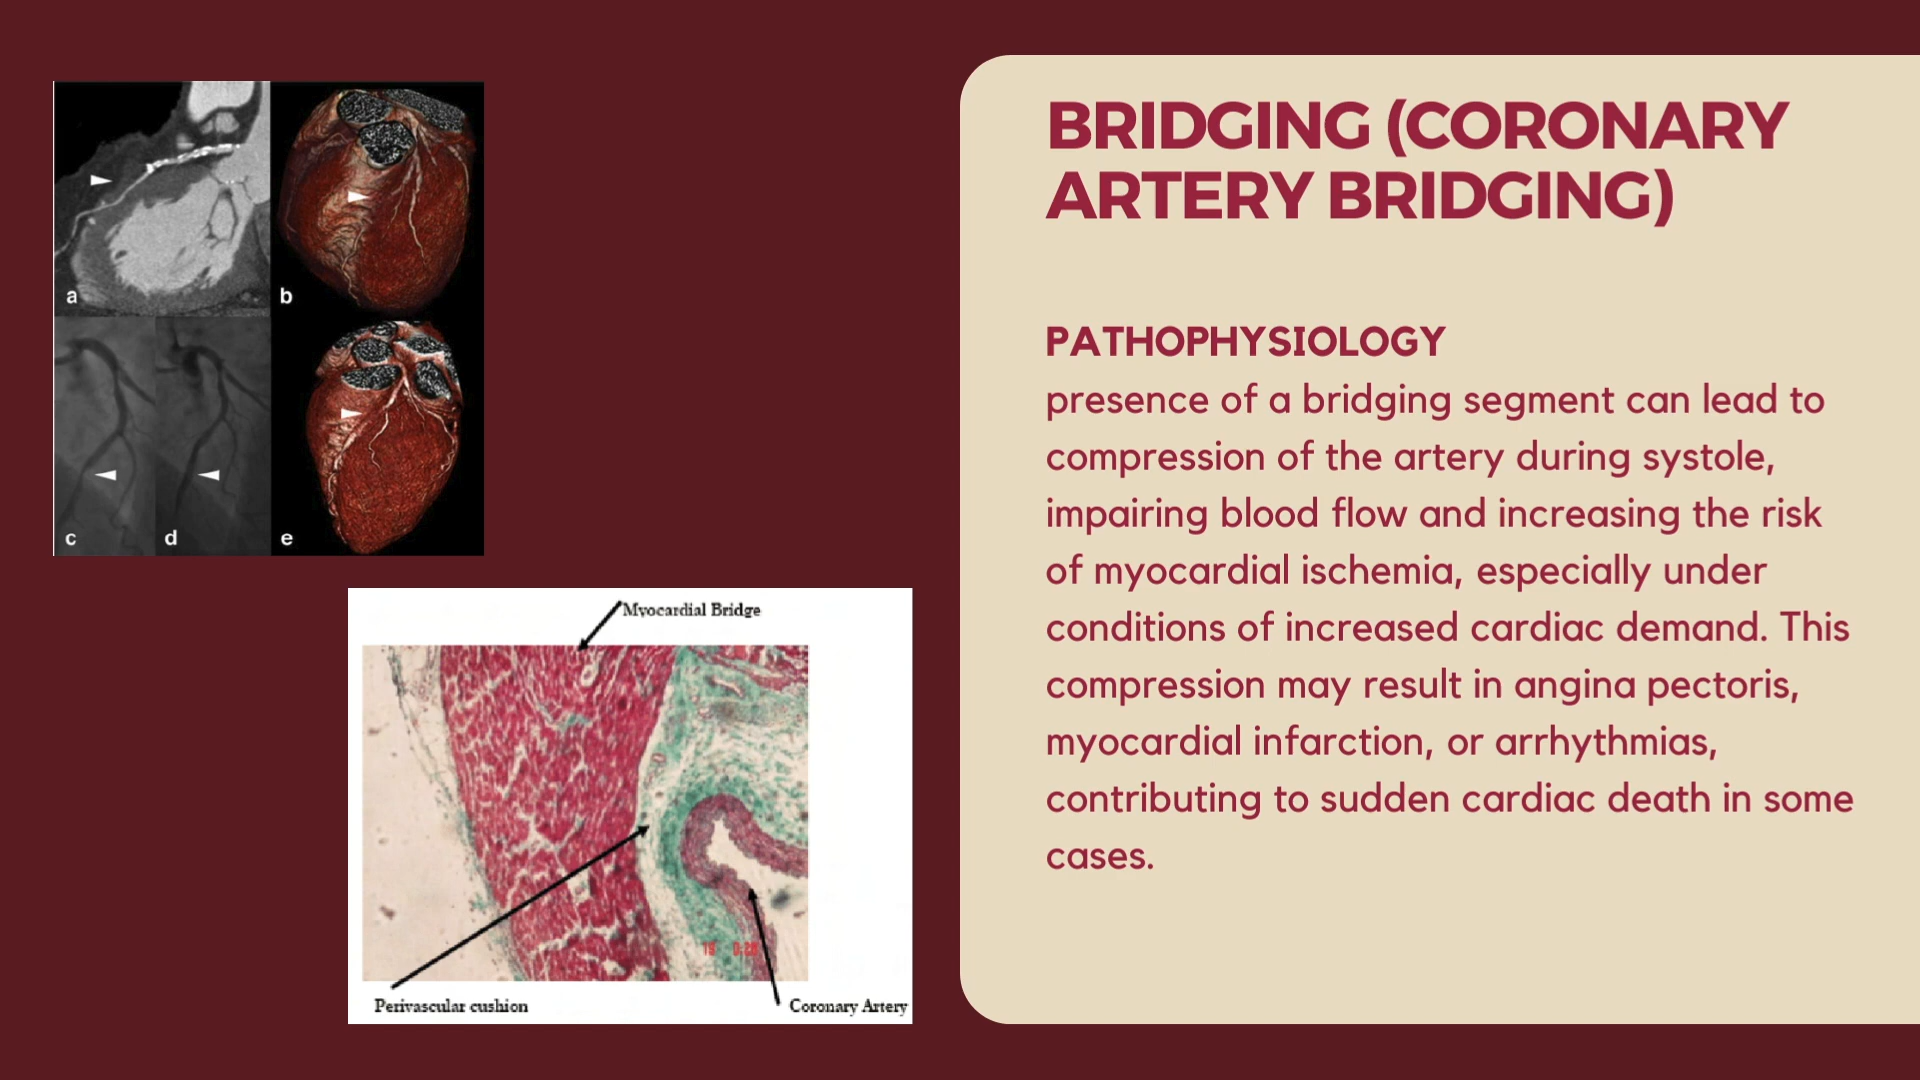 BRIDGING (CORONARY
ARTERY BRIDGING)
PATHOPHYSIOLOGY
presence of a bridging segment can lead to
compression of the artery during systole,
impairing blood flow and increasing the risk
of myocardial ischemia, especially under
conditions of increased cardiac demand. This
compression may result in angina pectoris,
myocardial infarction, or arrhythmias,
contributing to sudden cardiac death in some
cases.
a
b
c
d
e
Myocardial Bridge
Perivascular cushion
Coronary Artery